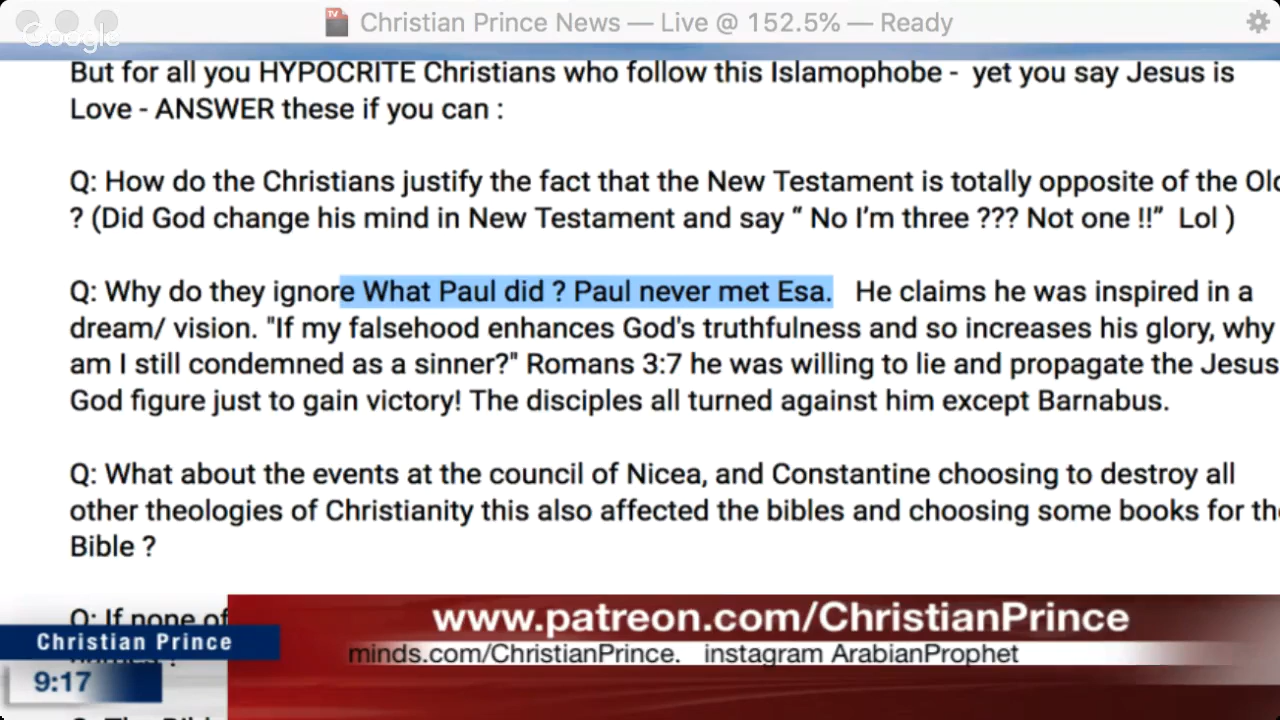 Christian Prince News — Live @ 152.5% — Ready
Google
But for all you HYPOCRITE Christians who follow this Islamophobe - yet you say Jesus is
Love - ANSWER these if you can :
Q: How do the Christians justify the fact that the New Testament is totally opposite of the Old
? (Did God change his mind in New Testament and say “ No I’m three ??? Not one !!” Lol )
Q: Why do they ignore What Paul did ? Paul never met Esa. He claims he was inspired in a
dream/ vision. "If my falsehood enhances God's truthfulness and so increases his glory, why
am I still condemned as a sinner?" Romans 3:7 he was willing to lie and propagate the Jesus
God figure just to gain victory! The disciples all turned against him except Barnabus.
Q: What about the events at the council of Nicea, and Constantine choosing to destroy all
other theologies of Christianity this also affected the bibles and choosing some books for the
Bible ?
Q: If none of
www.patreon.com/ChristianPrince
Christian Prince
minds.com/ChristianPrince. instagram ArabianProphet
9:17